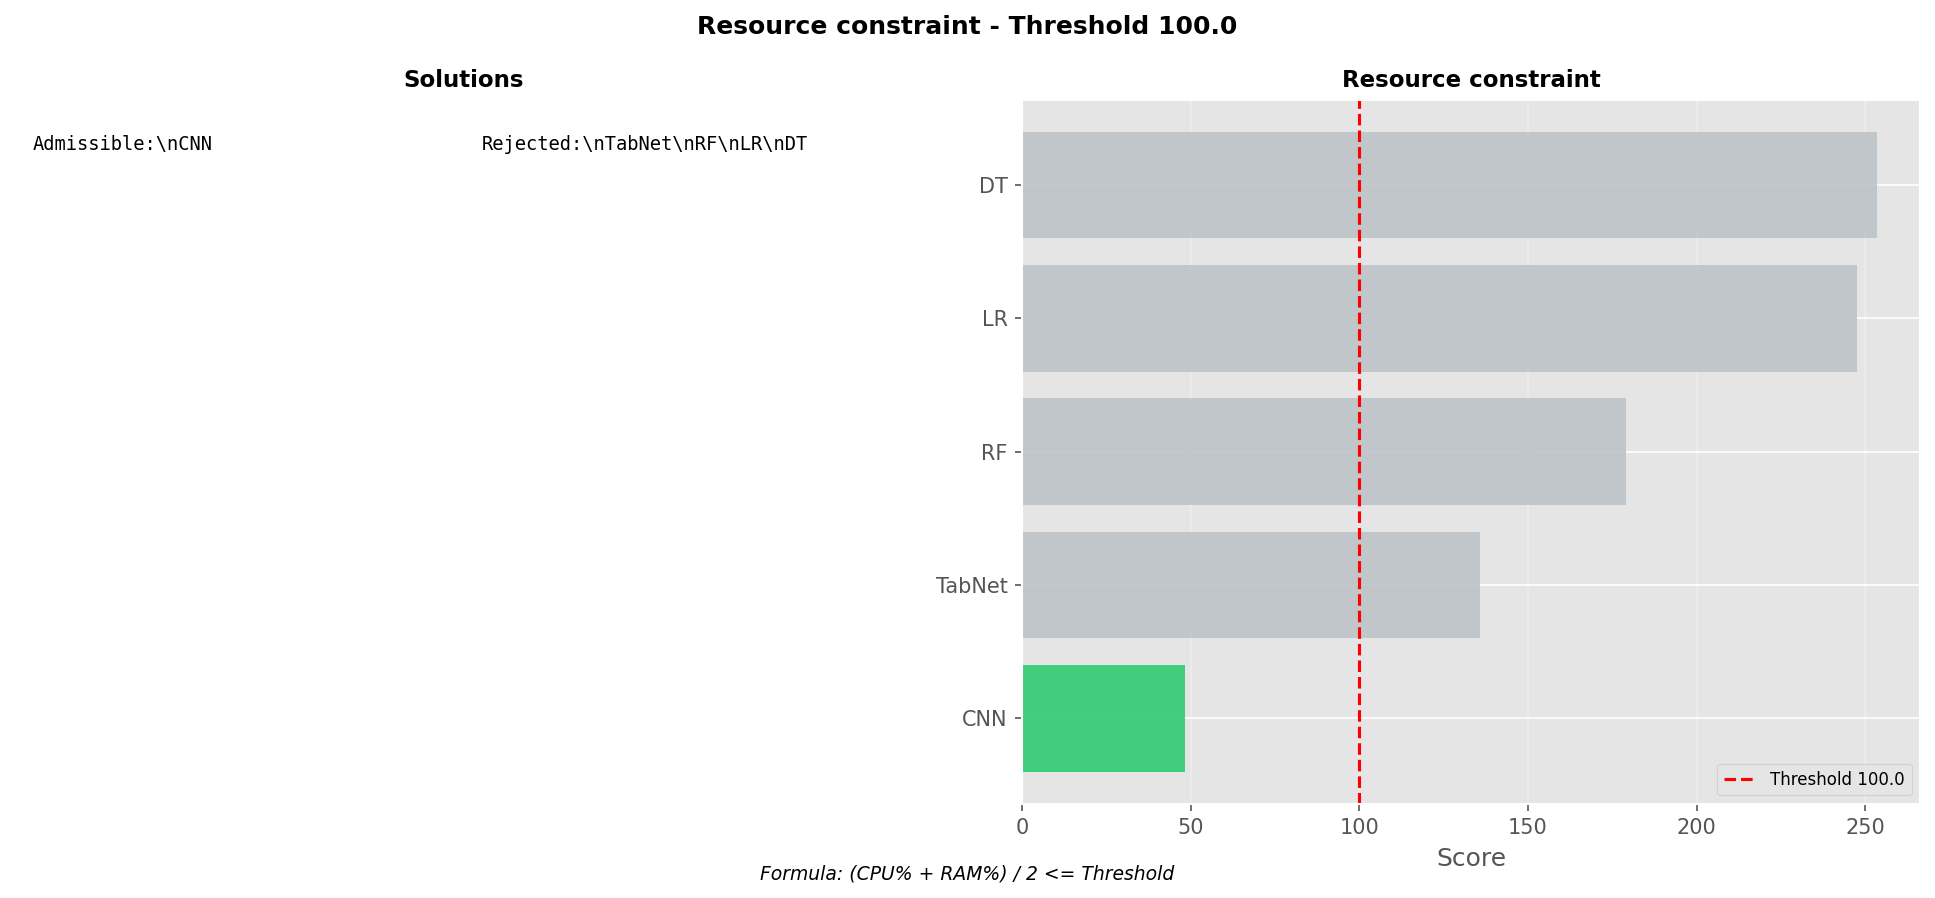 Resource constraint - Threshold 100.0
Solutions
Admissible:\nCNN
Rejected:\nTabNet\nRF\nLR\nDT
Resource constraint
DT
LR
RF
TabNet
CNN
Threshold 100.0
0 50 100 150 200 250
Score
Formula: (CPU% + RAM%) / 2 <= Threshold